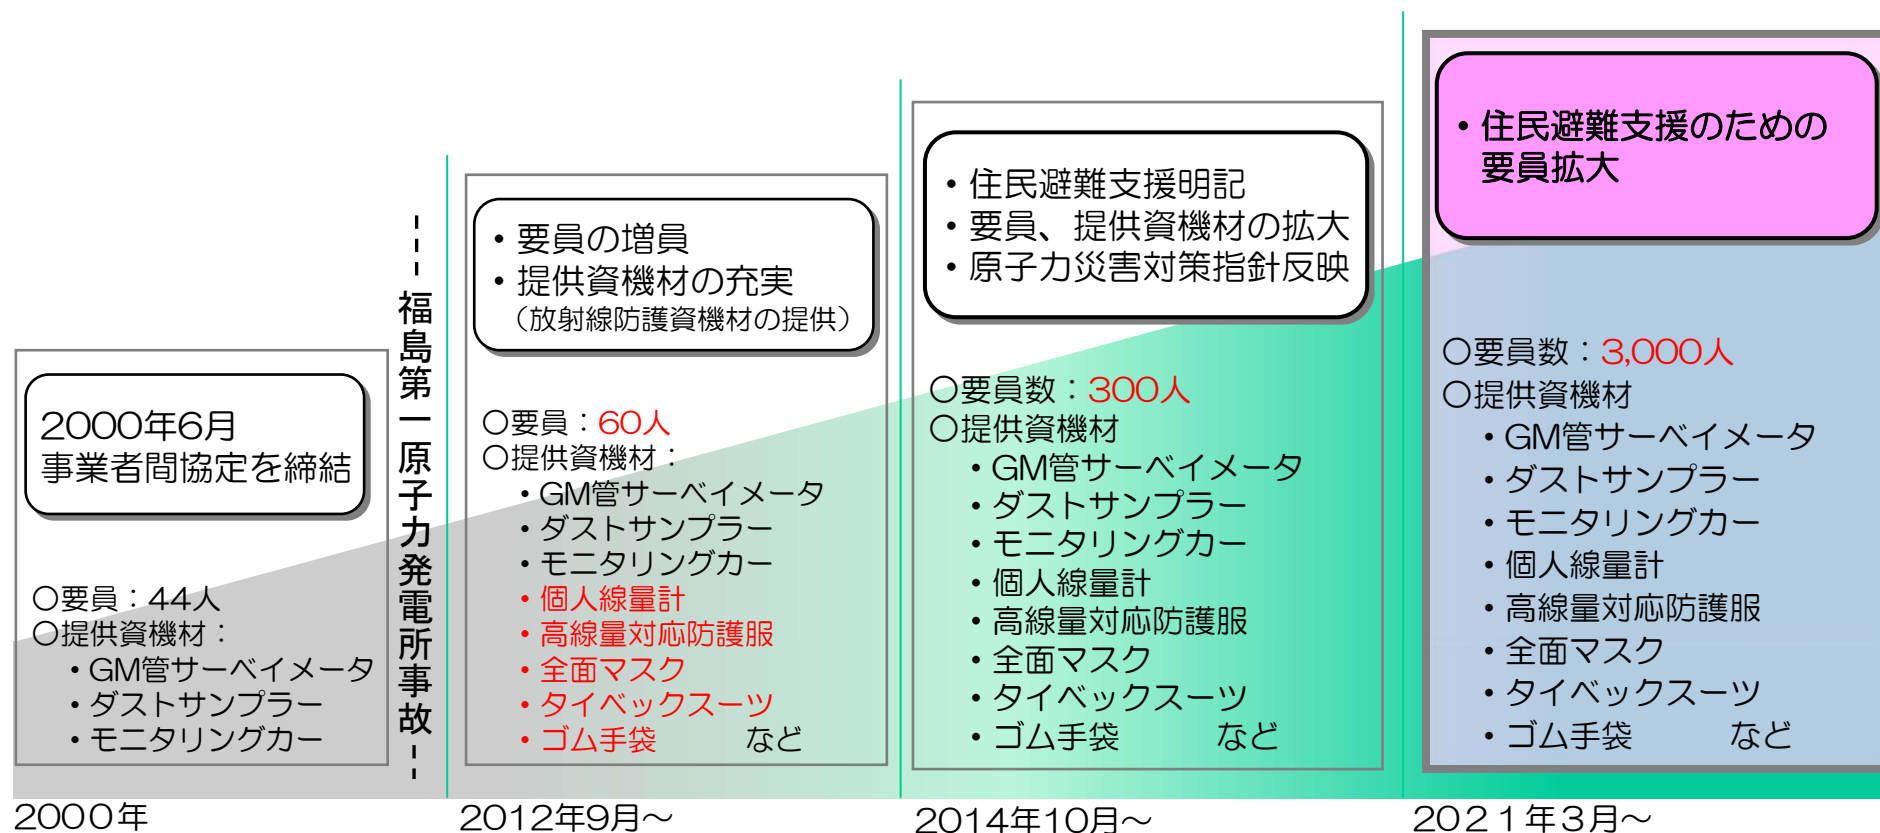 2000年6月
事業者間協定を締結
○要員：44人
○提供資機材：
・GM管サーベイメータ
・ダストサンプラー
・モニタリングカー
2000年
福島第一原子力発電所事故
・要員の増員
・提供資機材の充実
（放射線防護資機材の提供）
○要員：60人
○提供資機材：
・GM管サーベイメータ
・ダストサンプラー
・モニタリングカー
・個人線量計
・高線量対応防護服
・全面マスク
・タイベックスーツ
・ゴム手袋 など
2012年9月～
・住民避難支援明記
・要員、提供資機材の拡大
・原子力災害対策指針反映
○要員数：300人
○提供資機材
・GM管サーベイメータ
・ダストサンプラー
・モニタリングカー
・個人線量計
・高線量対応防護服
・全面マスク
・タイベックスーツ
・ゴム手袋 など
2014年10月～
・住民避難支援のための
要員拡大
○要員数：3,000人
○提供資機材
・GM管サーベイメータ
・ダストサンプラー
・モニタリングカー
・個人線量計
・高線量対応防護服
・全面マスク
・タイベックスーツ
・ゴム手袋 など
2021年3月～